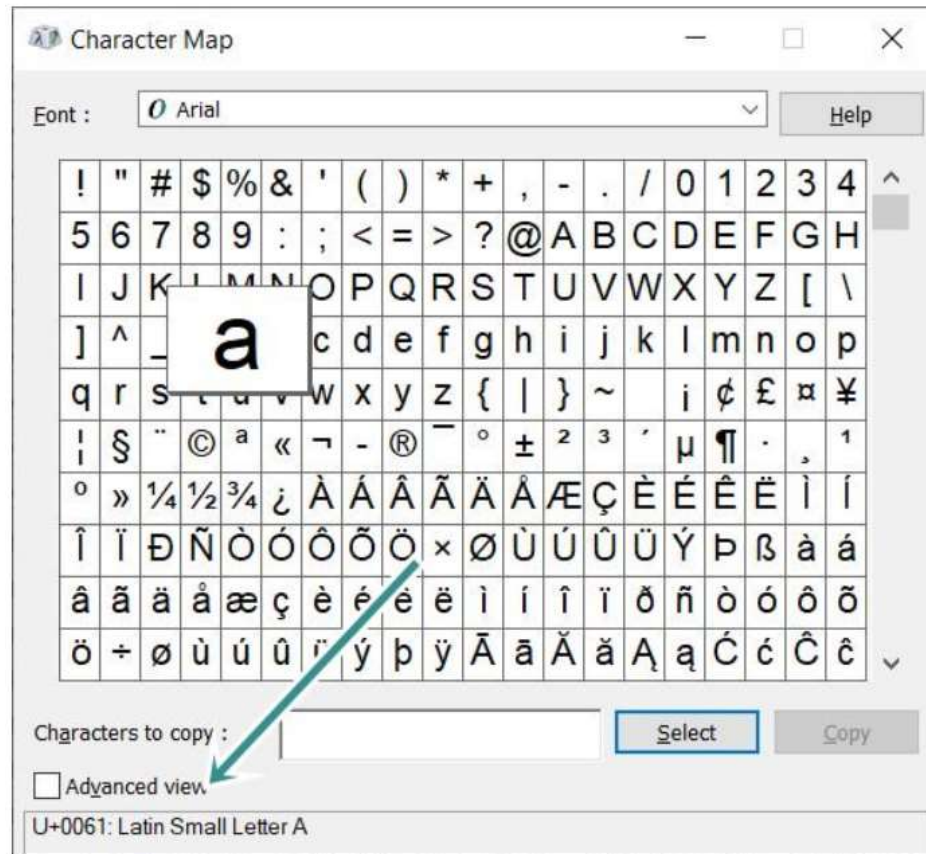 Character Map
Font : O Arial Help
! " # $ % & ' ( ) * + , - . / 0 1 2 3 4
5 6 7 8 9 : ; < = > ? @ A B C D E F G H
I J K L M N O P Q R S T U V W X Y Z [ \
] ^ _ a c d e f g h i j k l m n o p
q r s t u v w x y z { | } ~ ¡ ¢ £ ¤ ¥
¦ § ¨ © ª « ¬ - ® ¯ ° ± ² ³ ´ µ ¶ · ¸ ¹
º » ¼ ½ ¾ ¿ À Á Â Ã Ä Å Æ Ç È É Ê Ë Ì Í
Î Ï Ð Ñ Ò Ó Ô Õ Ö × Ø Ù Ú Û Ü Ý Þ ß à á
â ã ä å æ ç è é ê ë ì í î ï ð ñ ò ó ô õ
ö ÷ ø ù ú û ü ý þ ÿ Ā ā Ă ă Ą ą Ć ć Ĉ ĉ
Characters to copy : Select Copy
Advanced view
U+0061: Latin Small Letter A